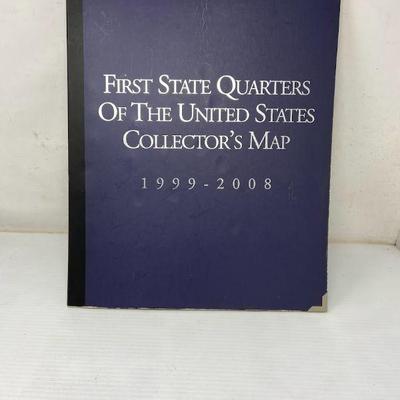 FIRST STATE QUARTERS
OF THE UNITED STATES
COLLECTOR'S MAP
1999-2008